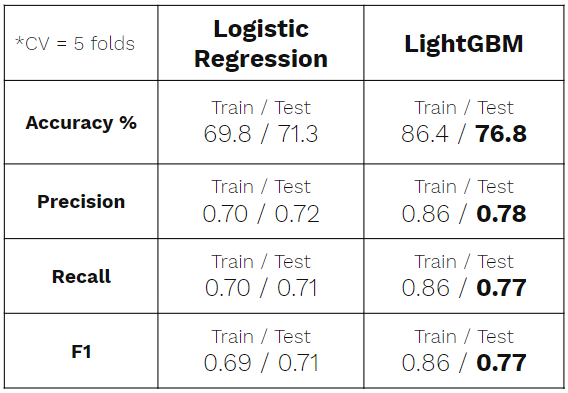 *CV = 5 folds
Logistic
Regression
LightGBM
Accuracy %
Train / Test
69.8 / 71.3
Train / Test
86.4 / 76.8
Precision
Train / Test
0.70 / 0.72
Train / Test
0.86 / 0.78
Recall
Train / Test
0.70 / 0.71
Train / Test
0.86 / 0.77
F1
Train / Test
0.69 / 0.71
Train / Test
0.86 / 0.77